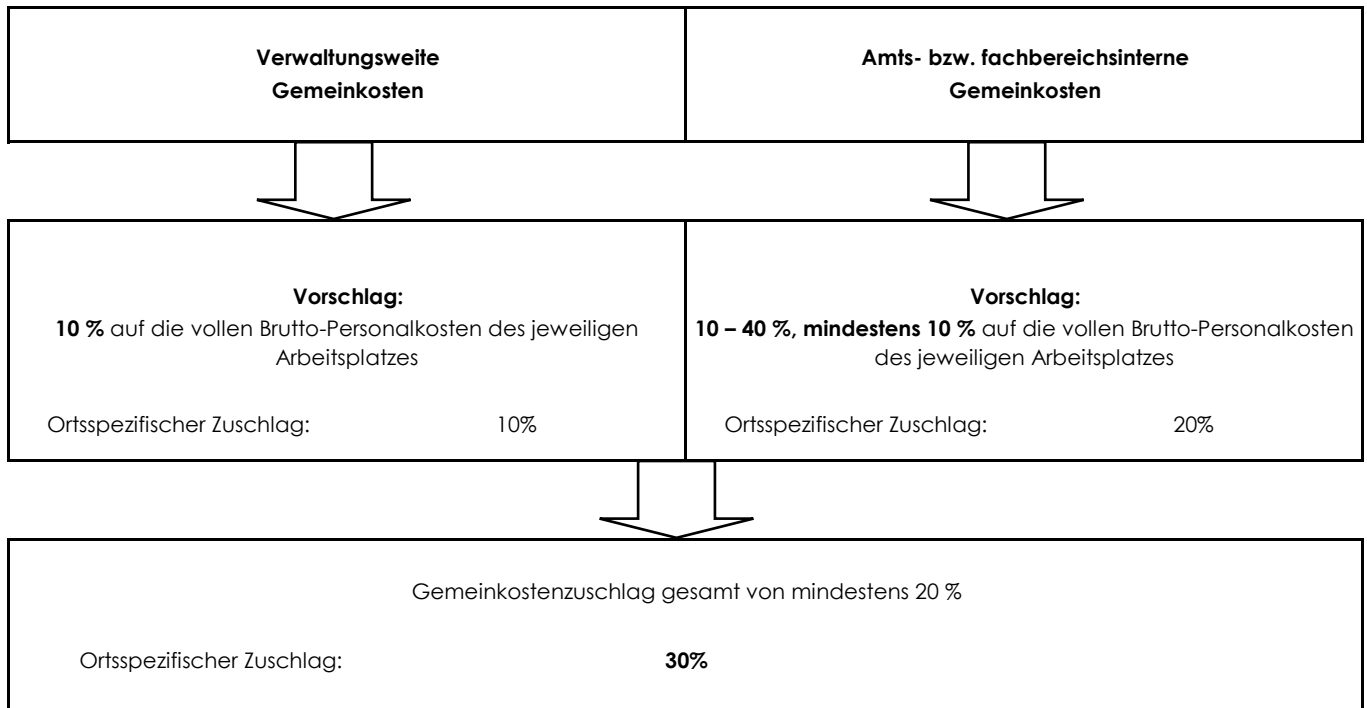 Verwaltungsweite
Gemeinkosten
Amts- bzw. fachbereichsinterne
Gemeinkosten
Vorschlag:
10 % auf die vollen Brutto-Personalkosten des jeweiligen
Arbeitsplatzes
Ortsspezifischer Zuschlag: 10%
Vorschlag:
10 – 40 %, mindestens 10 % auf die vollen Brutto-Personalkosten
des jeweiligen Arbeitsplatzes
Ortsspezifischer Zuschlag: 20%
Gemeinkostenzuschlag gesamt von mindestens 20 %
Ortsspezifischer Zuschlag: 30%